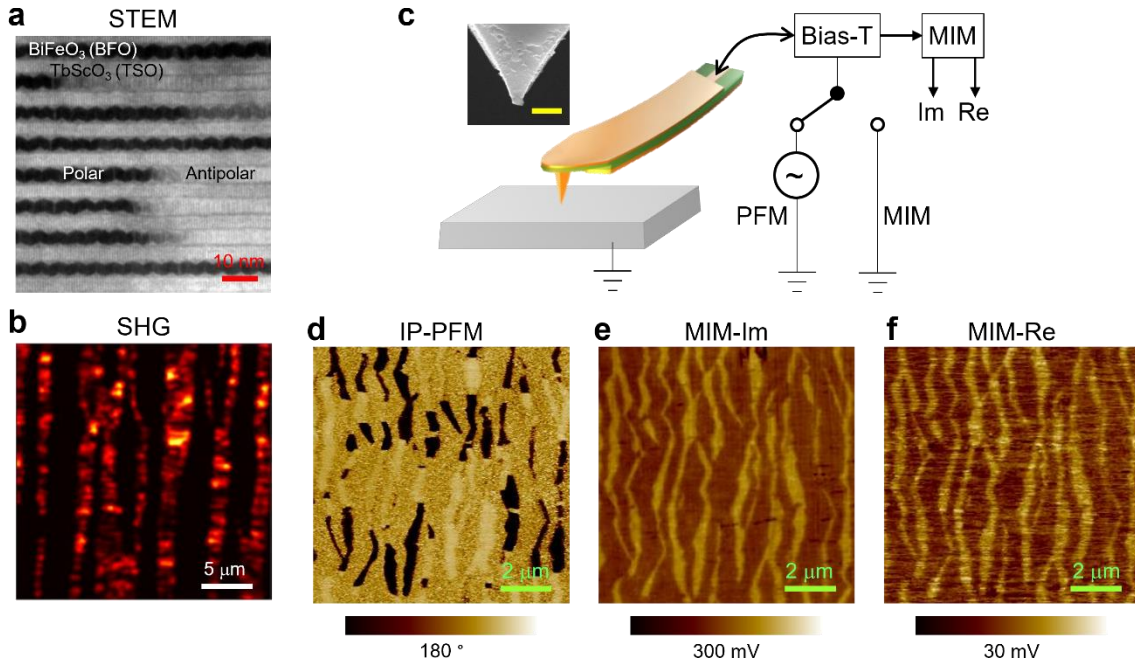 a
STEM
BiFeO₃ (BFO)
TbScO₃ (TSO)
Polar
Antipolar
10 nm
b
SHG
5 μm
c
Bias-T
MIM
Im
Re
~
PFM
MIM
d
IP-PFM
2 μm
180 °
e
MIM-Im
2 μm
300 mV
f
MIM-Re
2 μm
30 mV